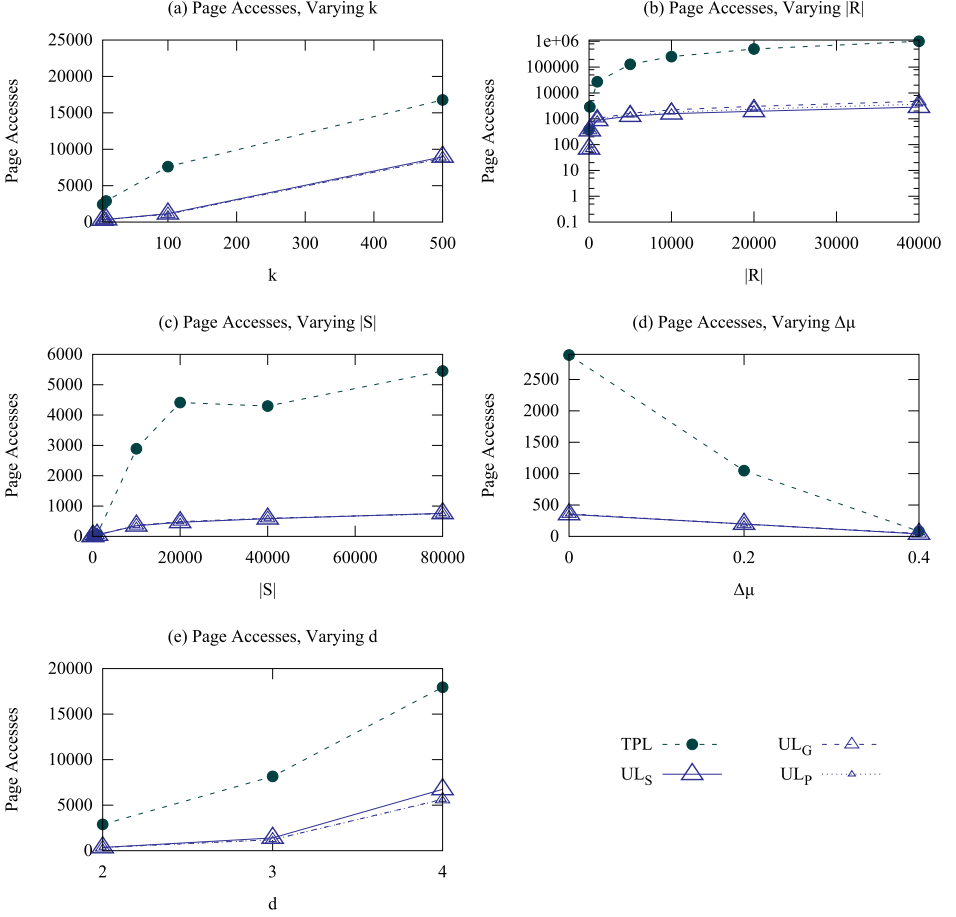 (a) Page Accesses, Varying k
25000
20000
15000
10000
5000
0
100 200 300 400 500
Page Accesses
k
(b) Page Accesses, Varying |R|
1e+06
100000
10000
1000
100
10
1
0.1
0 10000 20000 30000 40000
Page Accesses
|R|
(c) Page Accesses, Varying |S|
6000
5000
4000
3000
2000
1000
0
0 20000 40000 60000 80000
Page Accesses
|S|
(d) Page Accesses, Varying Δμ
2500
2000
1500
1000
500
0
0 0.2 0.4
Page Accesses
Δμ
(e) Page Accesses, Varying d
20000
15000
10000
5000
0
2 3 4
Page Accesses
d
TPL
UL_S
UL_G
UL_P